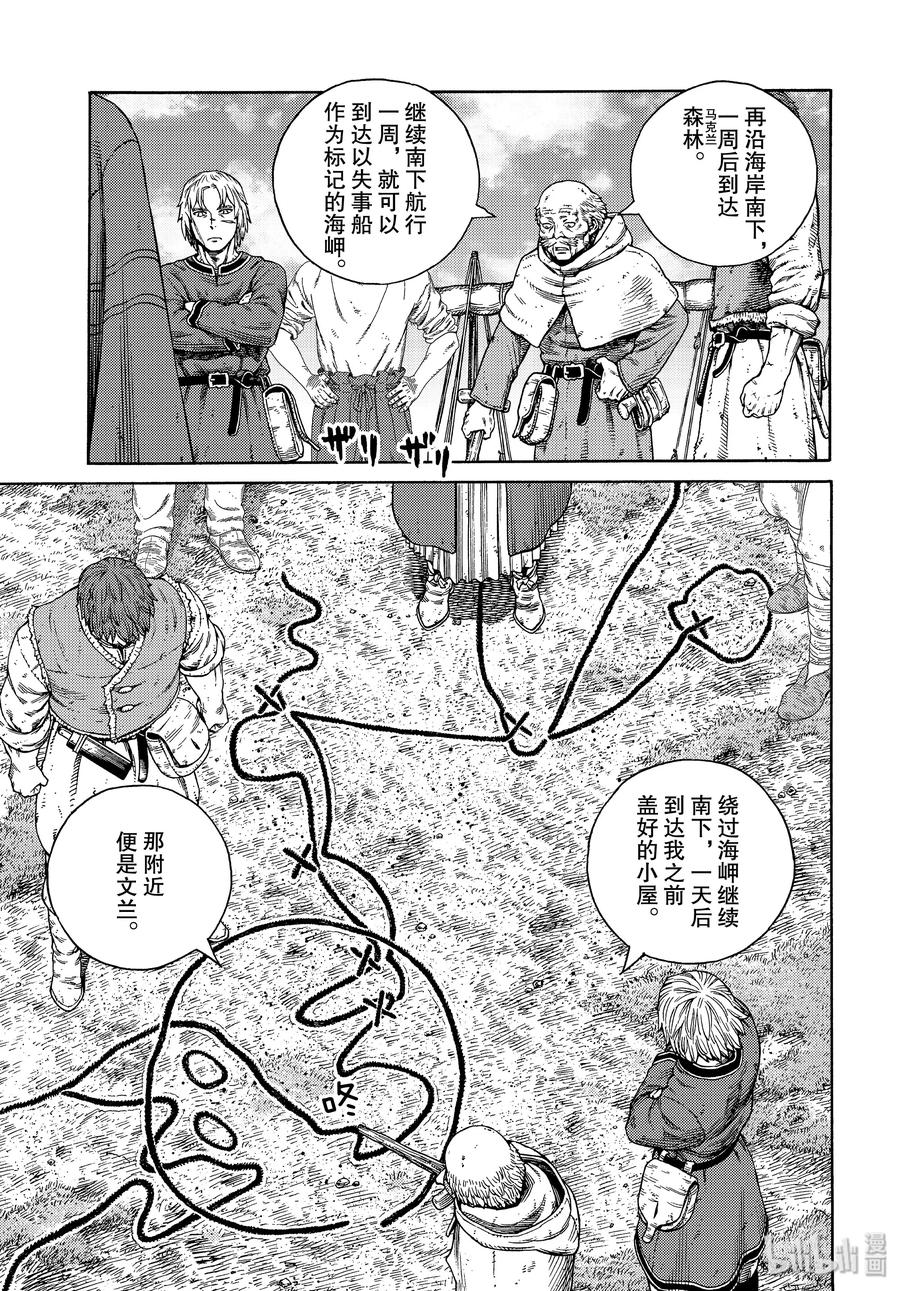 再沿海岸南下，
一周后到达
马克兰
森林。
继续南下航行
一周，就可以
到达以失事船
作为标记的海岬。
ザリ
ザリ
绕过海岬继续
南下，一天后
到达我之前
盖好的小屋。
那附近
便是文兰。
咚
bilibili
漫画